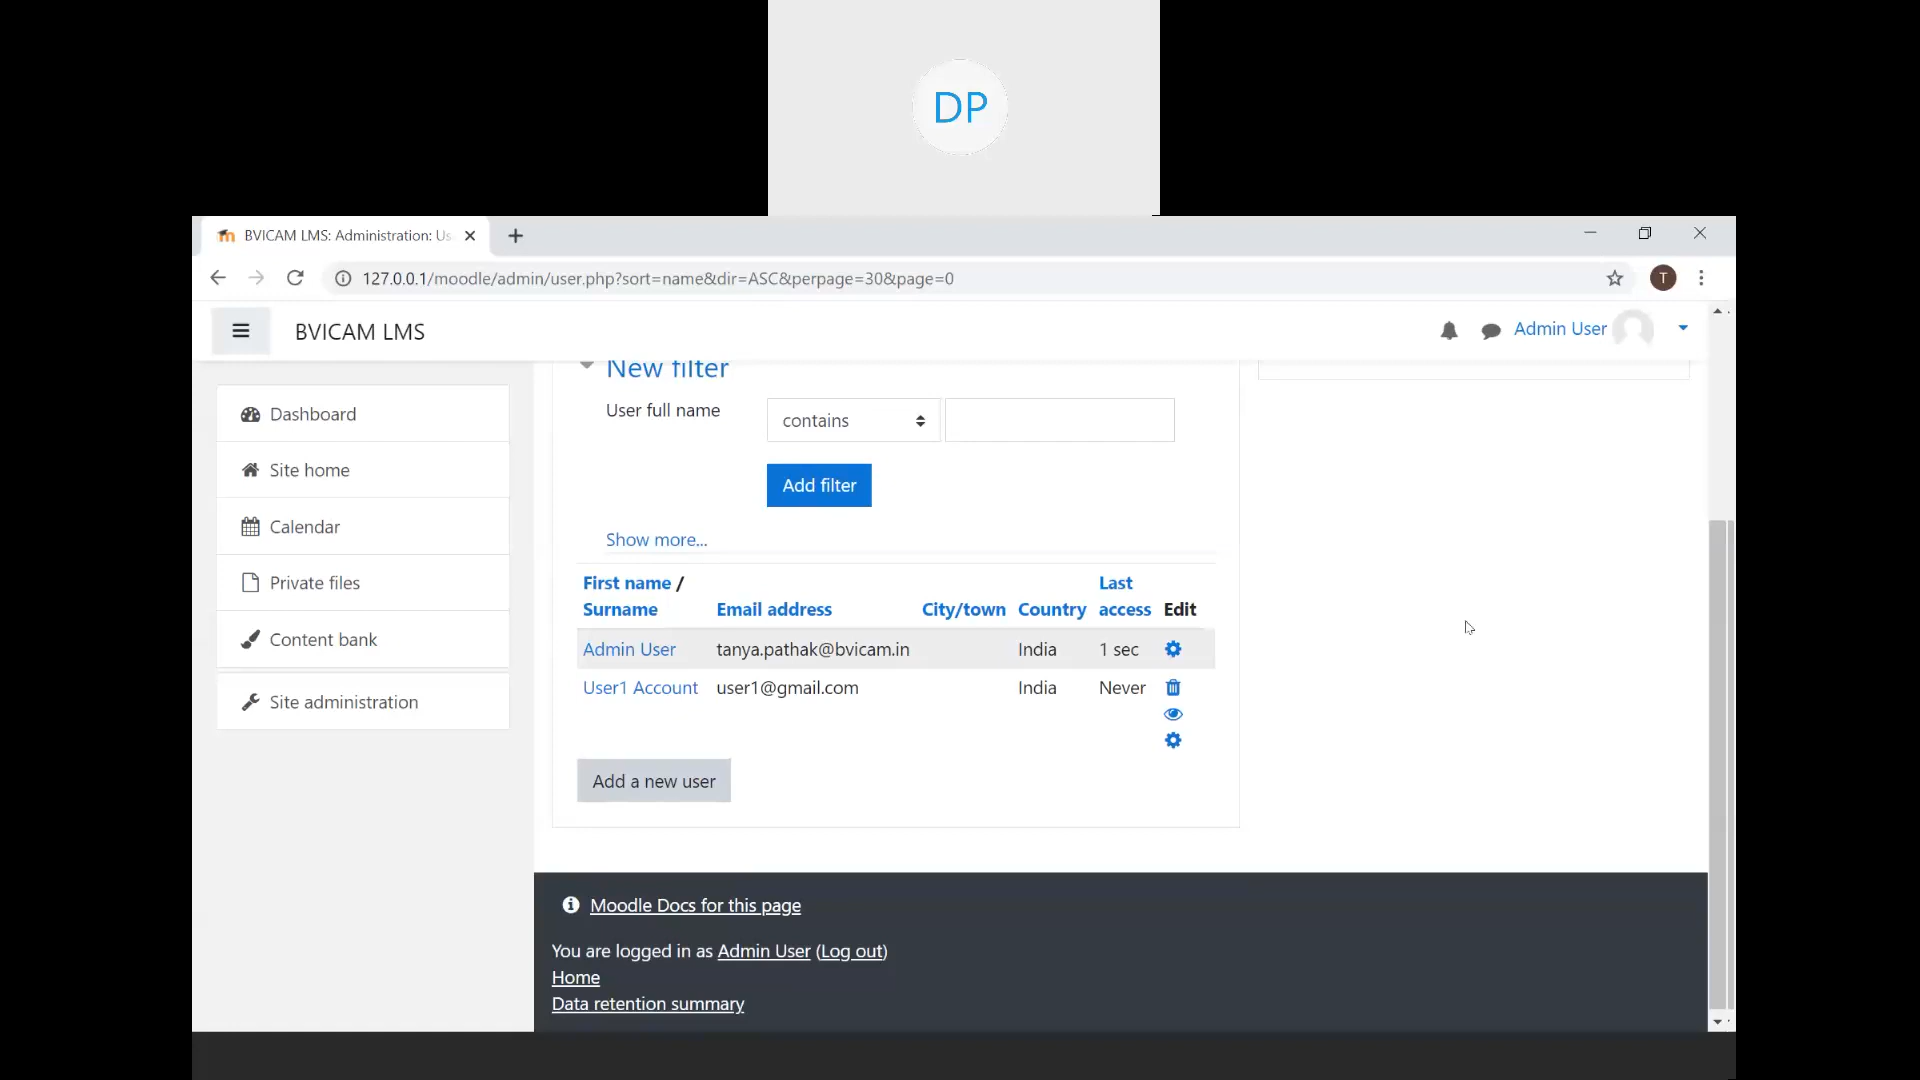 DP
BVICAM LMS: Administration: Us
127.0.0.1/moodle/admin/user.php?sort=name&dir=ASC&perpage=30&page=0
T
BVICAM LMS
Admin User
Dashboard
Site home
Calendar
Private files
Content bank
Site administration
New filter
User full name
contains
Add filter
Show more...
First name / Surname Email address City/town Country Last access Edit
Admin User tanya.pathak@bvicam.in India 1 sec
User1 Account user1@gmail.com India Never
Add a new user
Moodle Docs for this page
You are logged in as Admin User (Log out)
Home
Data retention summary